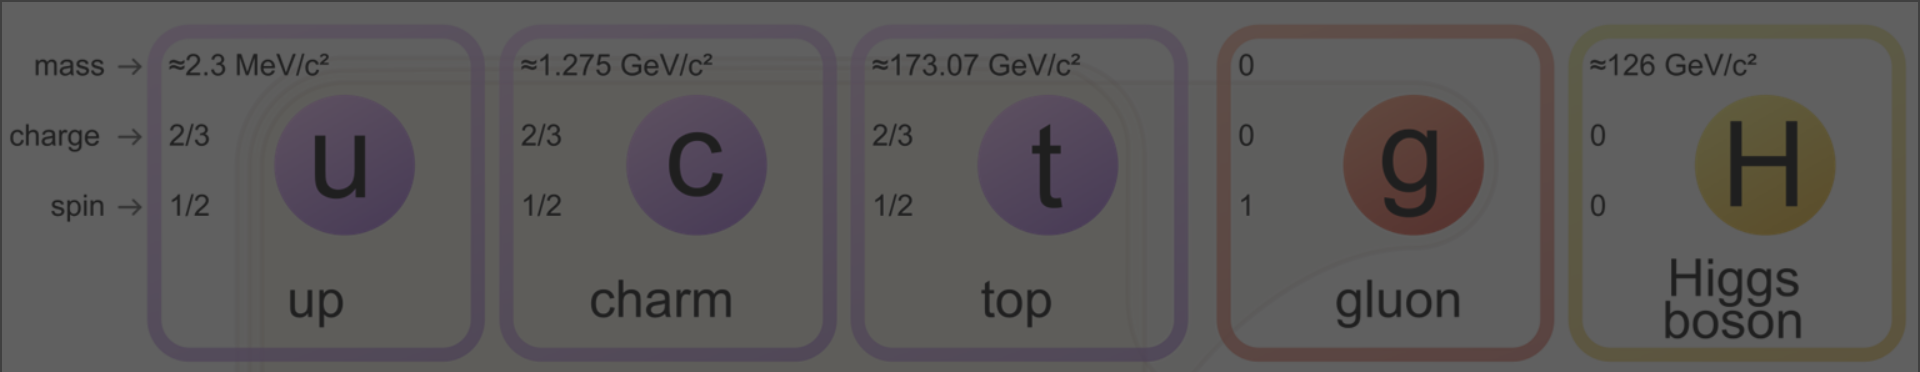 mass → ≈2.3 MeV/c² ≈1.275 GeV/c² ≈173.07 GeV/c² 0 ≈126 GeV/c²
charge → 2/3 2/3 2/3 0 0
u c t g H
spin → 1/2 1/2 1/2 1 0
up charm top gluon Higgs
boson